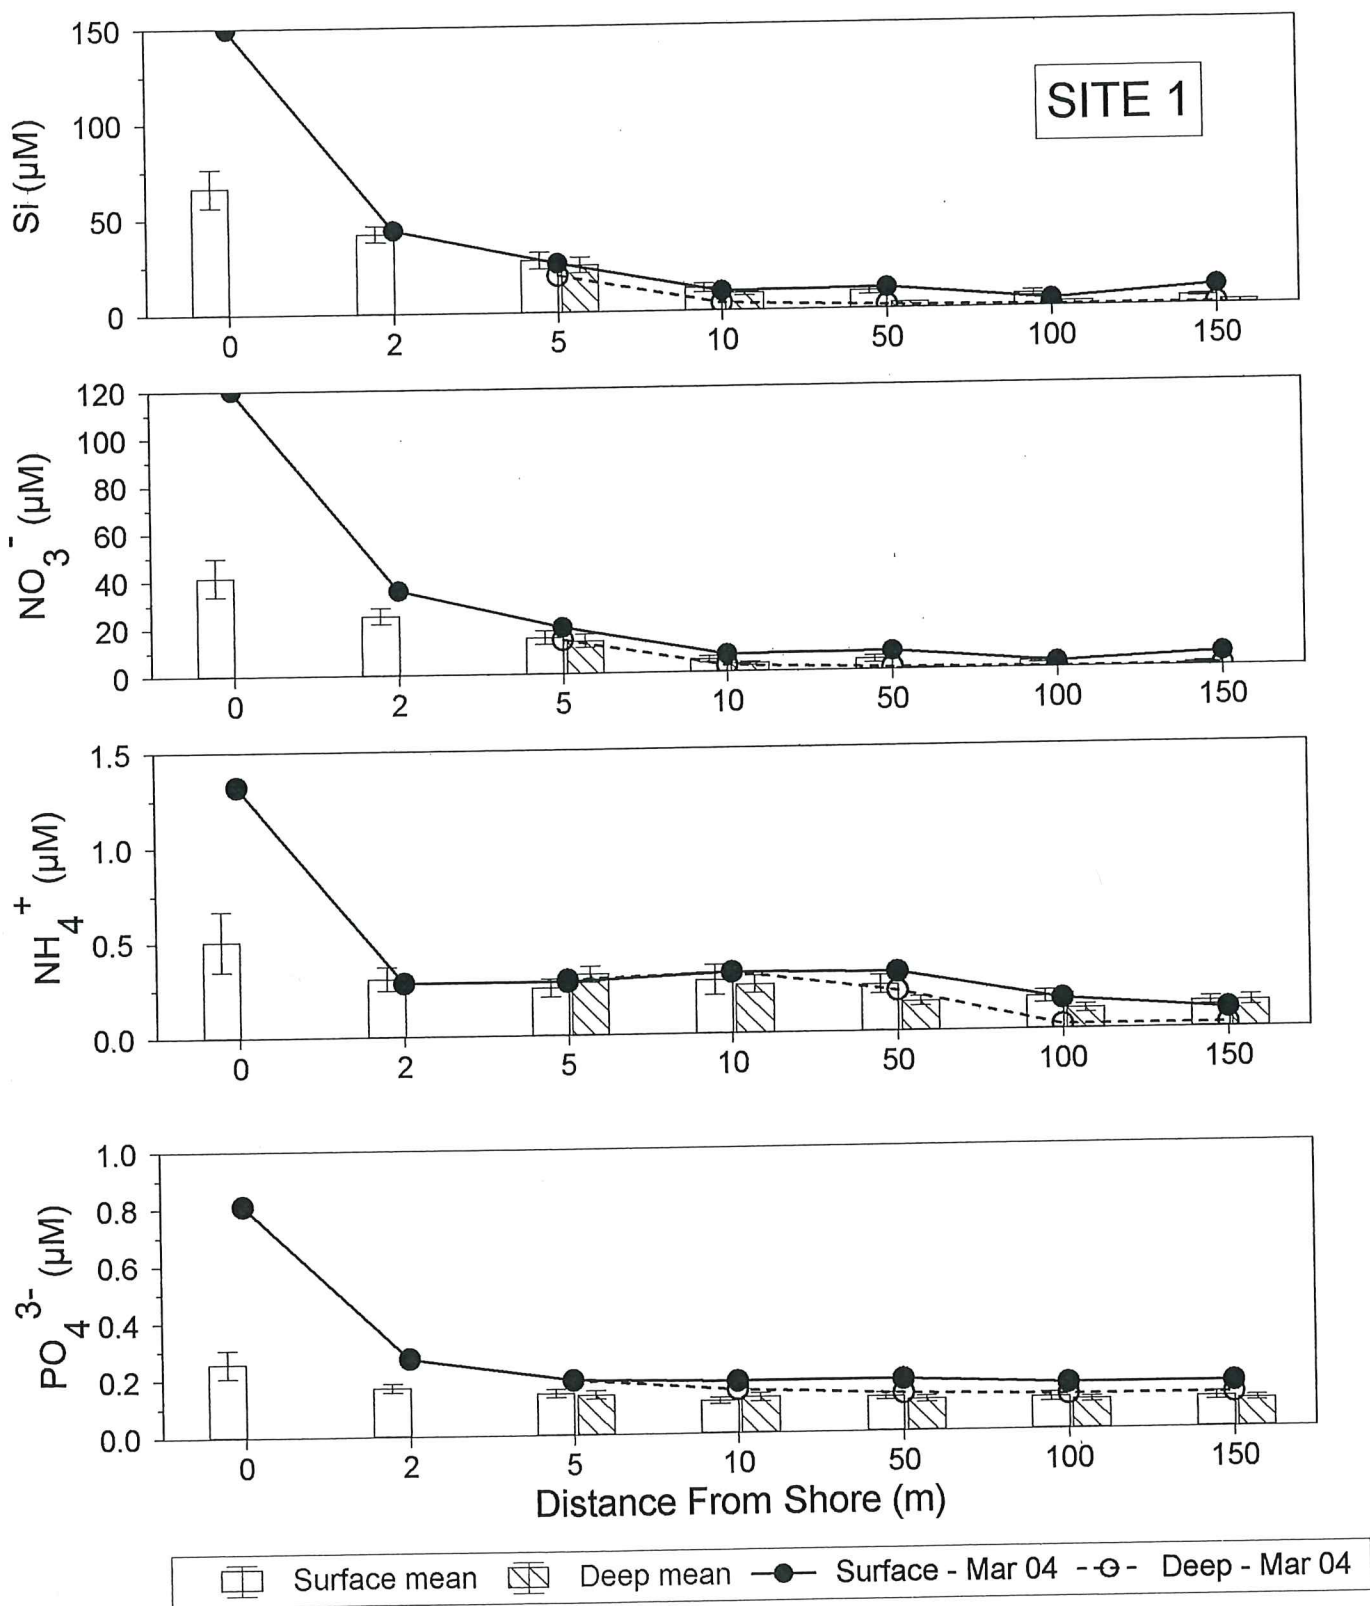 SITE 1
Si (µM)
150
100
50
0
0 2 5 10 50 100 150
NO3- (µM)
120
100
80
60
40
20
0
0 2 5 10 50 100 150
NH4+ (µM)
1.5
1.0
0.5
0.0
0 2 5 10 50 100 150
PO43- (µM)
1.0
0.8
0.6
0.4
0.2
0.0
0 2 5 10 50 100 150
Distance From Shore (m)
Surface mean Deep mean Surface - Mar 04 Deep - Mar 04